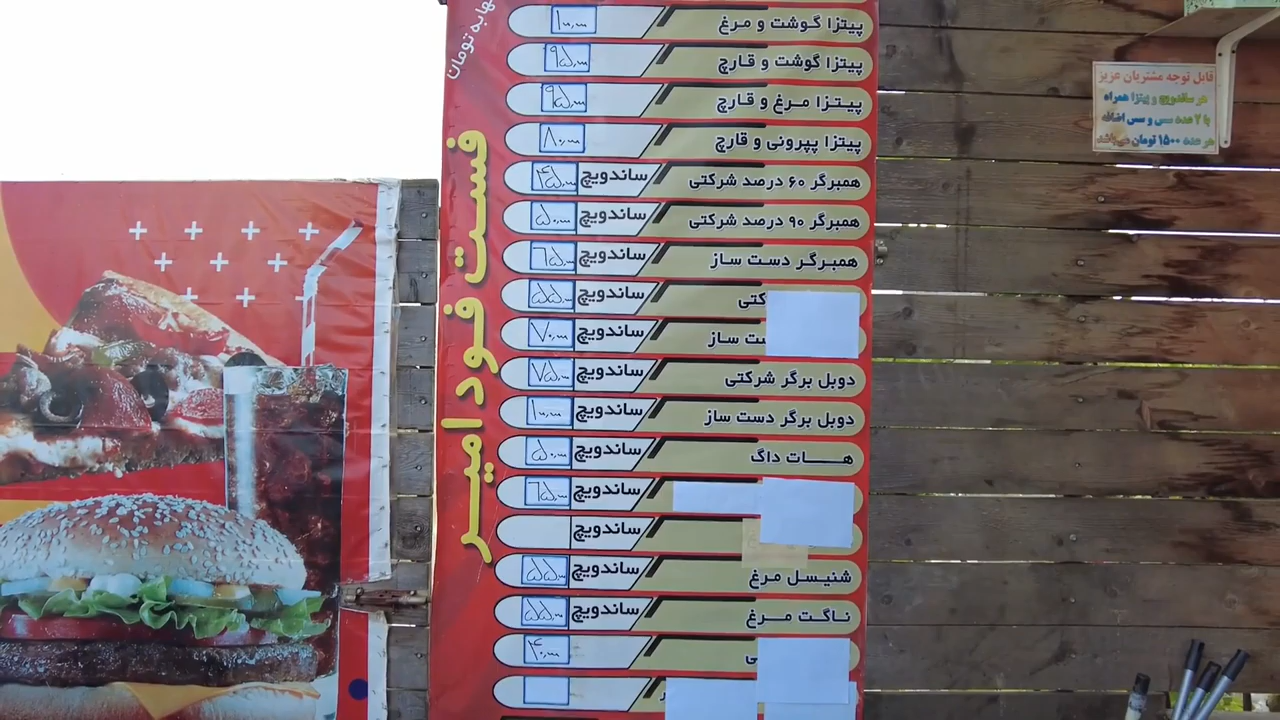 پیتزا گوشت و مرغ ۱۰۰,۰۰۰
پیتزا گوشت و قارچ ۹۵,۰۰۰
پیتزا مرغ و قارچ ۹۵,۰۰۰
پیتزا پپرونی و قارچ ۸۰,۰۰۰
همبرگر ۶۰ درصد شرکتی ساندویچ ۴۵,۰۰۰
همبرگر ۹۰ درصد شرکتی ساندویچ ۵۰,۰۰۰
همبرگر دست ساز ساندویچ ۶۵,۰۰۰
ساندویچ ۵۵,۰۰۰
ساز ساندویچ ۷۰,۰۰۰
دوبل برگر شرکتی ساندویچ ۷۵,۰۰۰
دوبل برگر دست ساز ساندویچ ۱۰۰,۰۰۰
هات داگ ساندویچ ۵۰,۰۰۰
ساندویچ ۶۵,۰۰۰
ساندویچ
شنیسل مرغ ساندویچ ۵۵,۰۰۰
ناگت مرغ ساندویچ ۵۵,۰۰۰
۴۰,۰۰۰
فست فود امیر
به تومان
قابل توجه مشتریان عزیز
هر ساندویچ و پیتزا همراه
با ۲ عدد سس و سس اضافه
هر عدد ۱۵۰۰ تومان می‌باشد